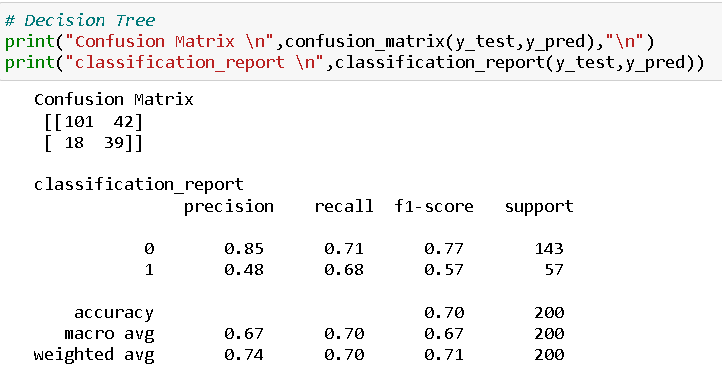 # Decision Tree
print("Confusion Matrix \n",confusion_matrix(y_test,y_pred),"\n")
print("classification_report \n",classification_report(y_test,y_pred))
Confusion Matrix
[[101  42]
[ 18  39]]
classification_report
precision    recall  f1-score   support
0       0.85      0.71      0.77       143
1       0.48      0.68      0.57        57
accuracy                           0.70       200
macro avg       0.67      0.70      0.67       200
weighted avg       0.74      0.70      0.71       200